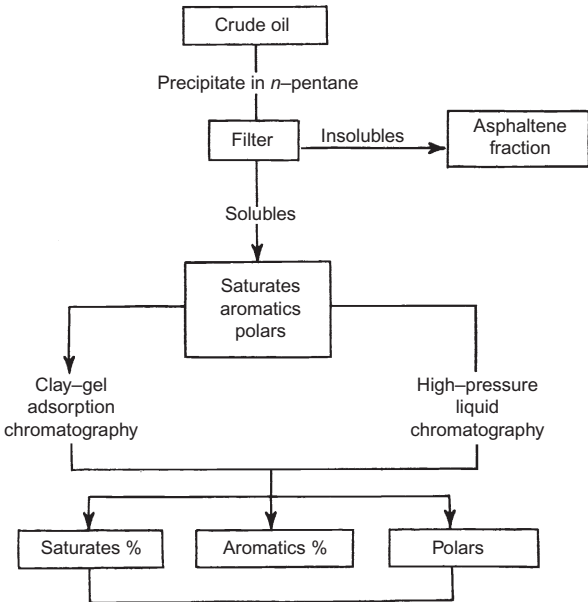 Crude oil
Precipitate in n–pentane
Filter
Insolubles
Asphaltene
fraction
Solubles
Saturates
aromatics
polars
Clay–gel
adsorption
chromatography
High–pressure
liquid
chromatography
Saturates %
Aromatics %
Polars